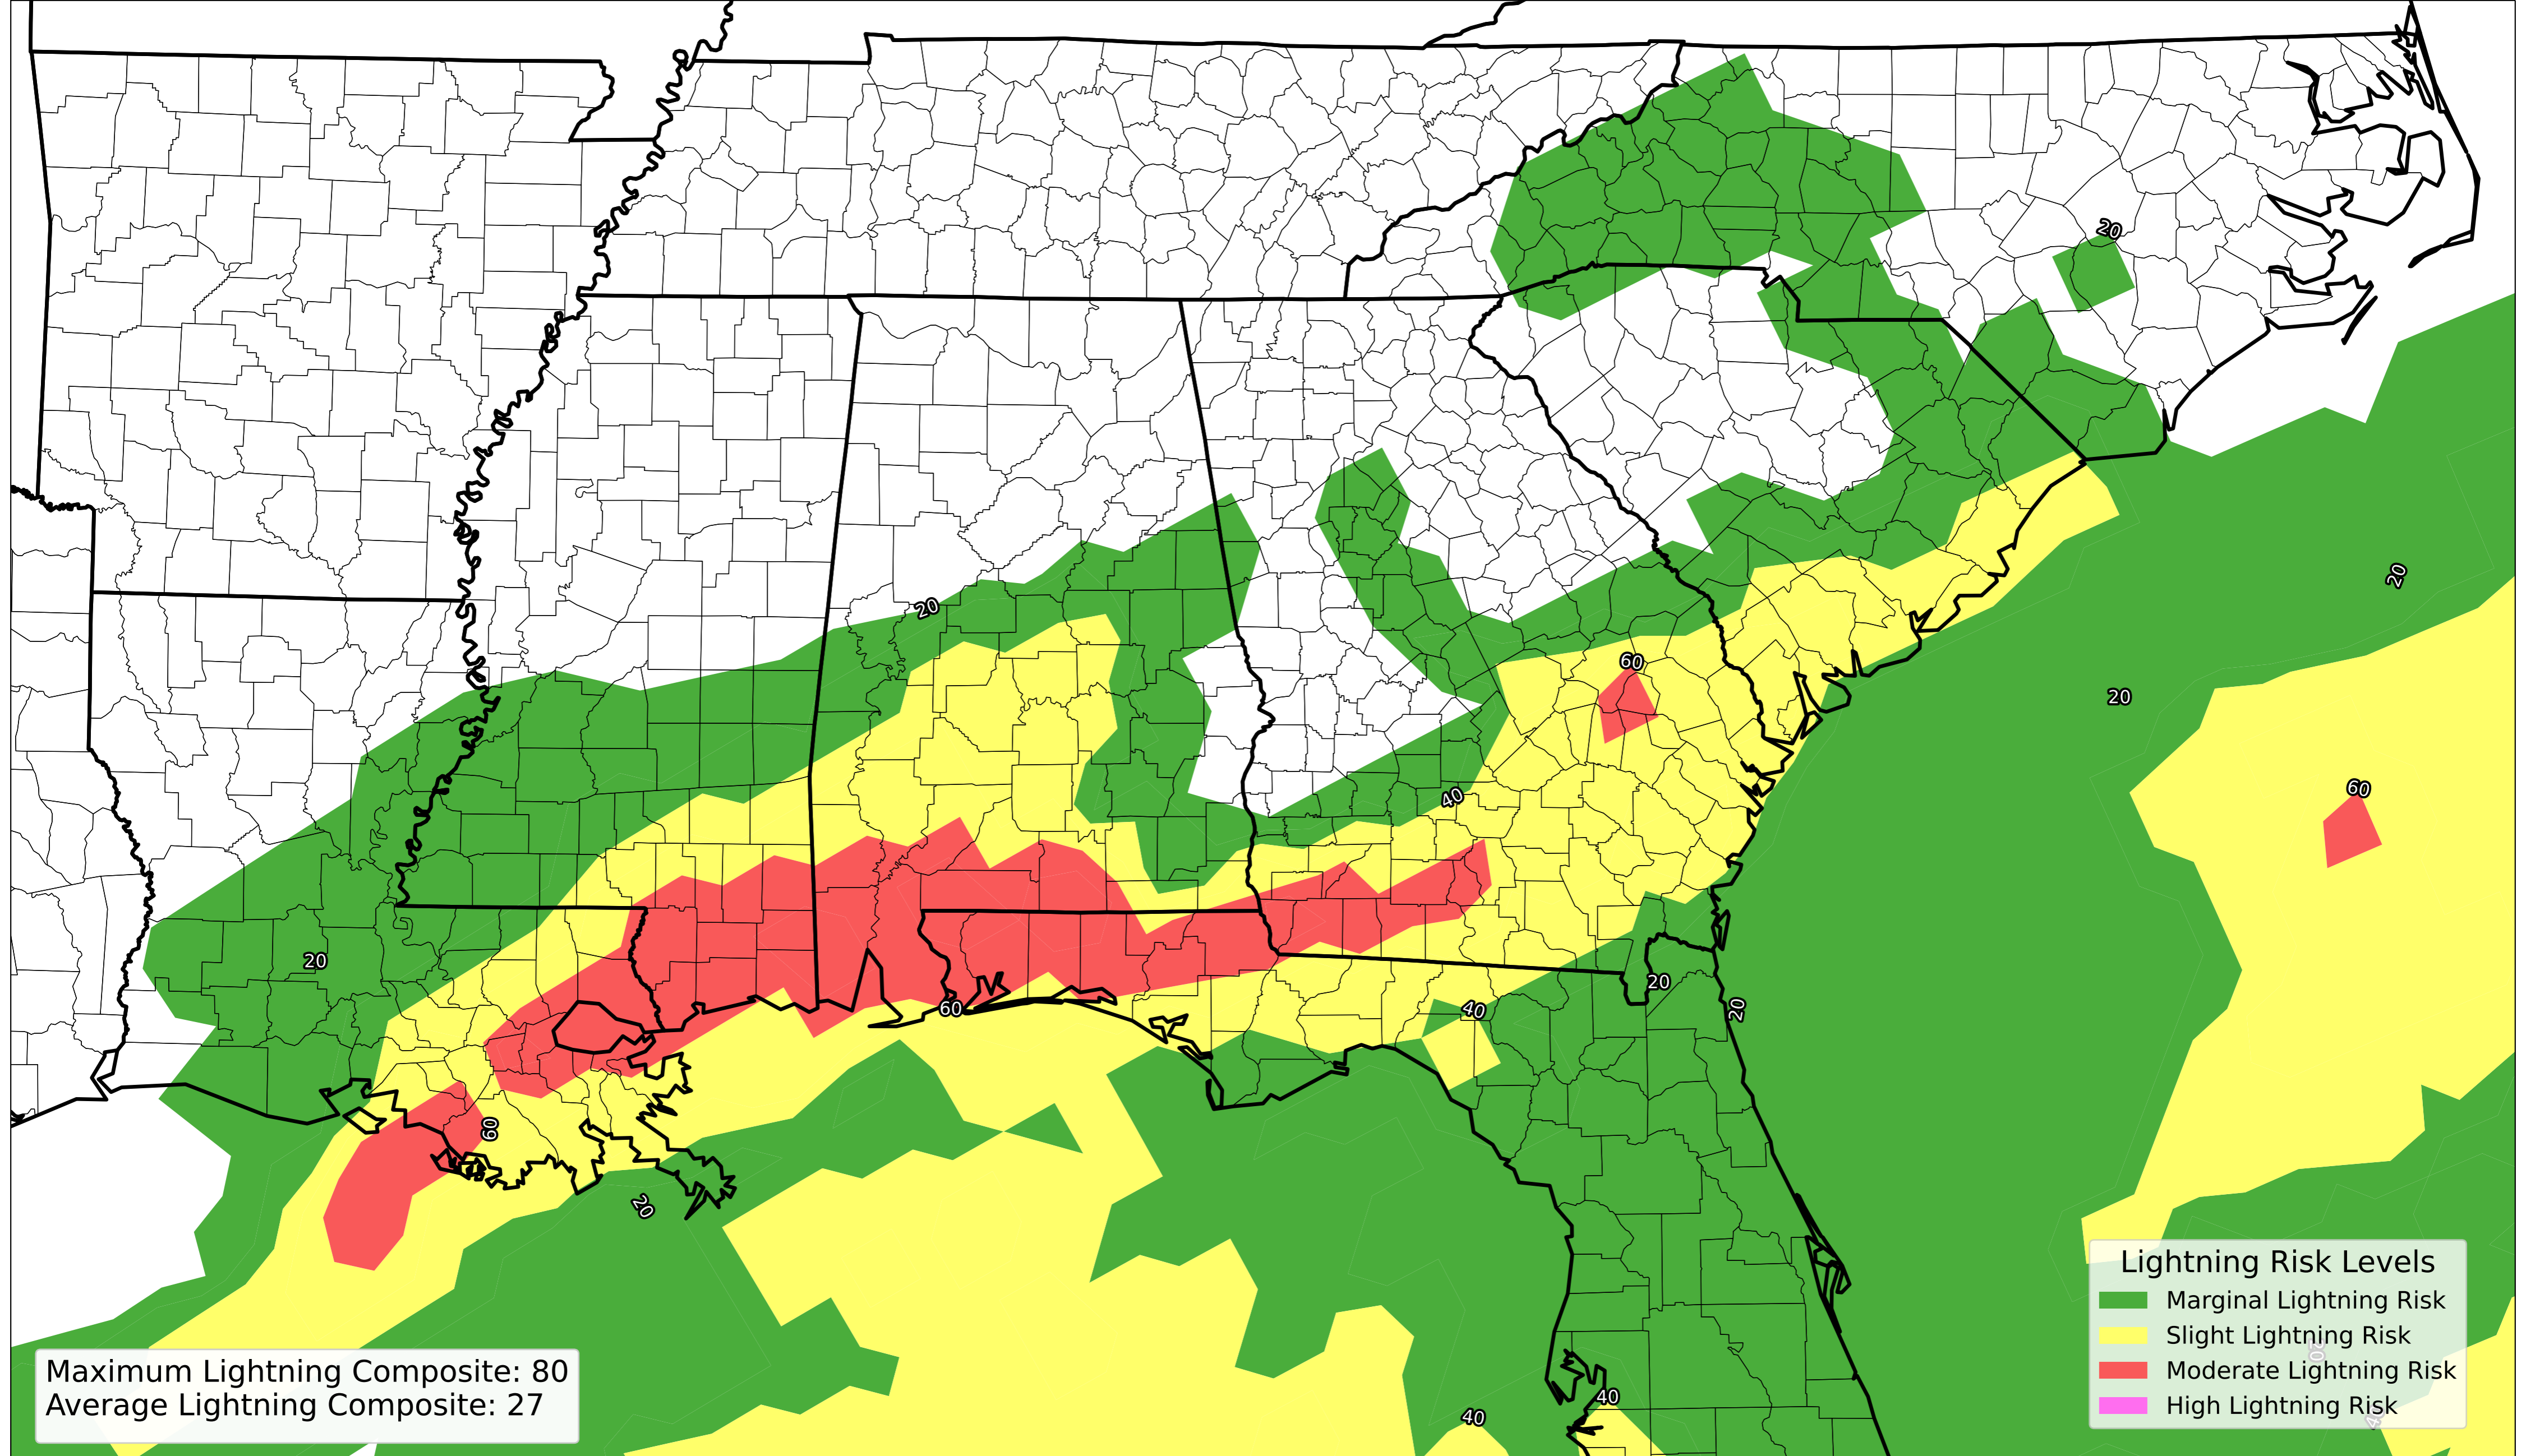 20
20
20
60
20
60
40
20
20
20
40
60
60
20
40
40
Lightning Risk Levels
Marginal Lightning Risk
Slight Lightning Risk
Moderate Lightning Risk
High Lightning Risk
20
Maximum Lightning Composite: 80
Average Lightning Composite: 27